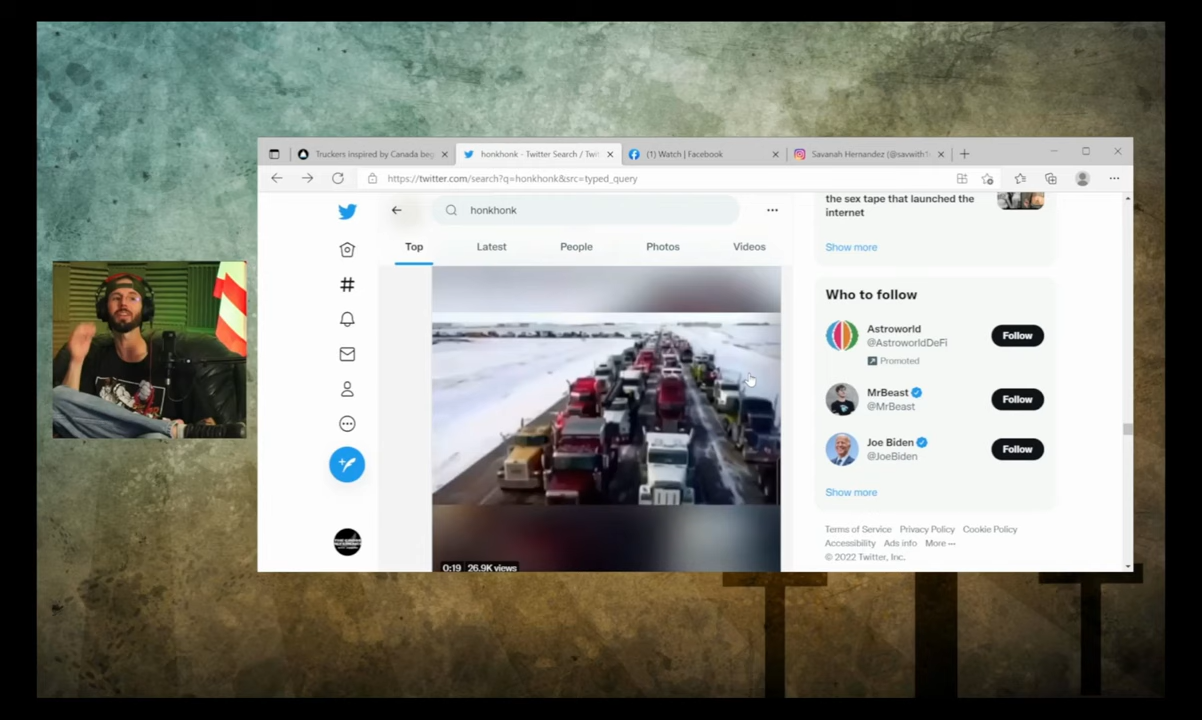 Truckers inspired by Canada beg
honkhonk - Twitter Search / Twit
(1) Watch | Facebook
Savanah Hernandez (@savwith
https://twitter.com/search?q=honkhonk&src=typed_query
honkhonk
Top
Latest
People
Photos
Videos
0:19
26.9K views
the sex tape that launched the
internet
Show more
Who to follow
Astroworld
@AstroworldDeFi
Promoted
Follow
MrBeast
@MrBeast
Follow
Joe Biden
@JoeBiden
Follow
Show more
Terms of Service Privacy Policy Cookie Policy
Accessibility Ads info More
© 2022 Twitter, Inc.